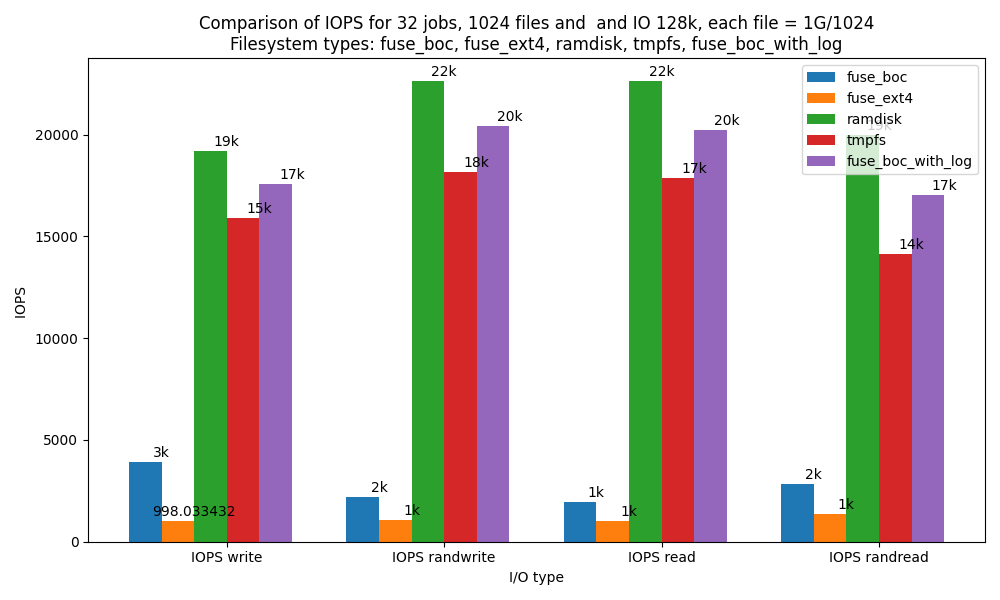 Comparison of IOPS for 32 jobs, 1024 files and  and IO 128k, each file = 1G/1024
Filesystem types: fuse_boc, fuse_ext4, ramdisk, tmpfs, fuse_boc_with_log
fuse_boc
fuse_ext4
ramdisk
tmpfs
fuse_boc_with_log
IOPS
20000
15000
10000
5000
0
3k
998.033432
19k
15k
17k
2k
1k
22k
18k
20k
1k
1k
22k
17k
20k
2k
1k
19k
14k
17k
IOPS write
IOPS randwrite
IOPS read
IOPS randread
I/O type